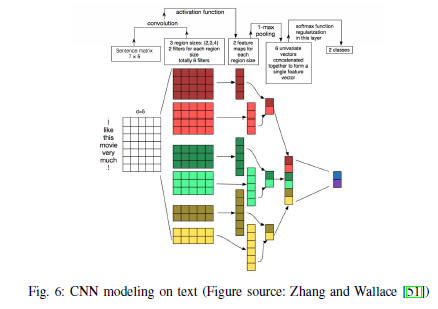 activation function
convolution
1-max
pooling
softmax function
regularization
in this layer
Sentence matrix
7 × 5
3 region sizes: (2,3,4)
2 filters for each region
size
totally 6 filters
2 feature
maps for
each
region size
6 univariate
vectors
concatenated
together to form a
single feature
vector
2 classes
d=5
I
like
this
movie
very
much
!
Fig. 6: CNN modeling on text (Figure source: Zhang and Wallace [51])